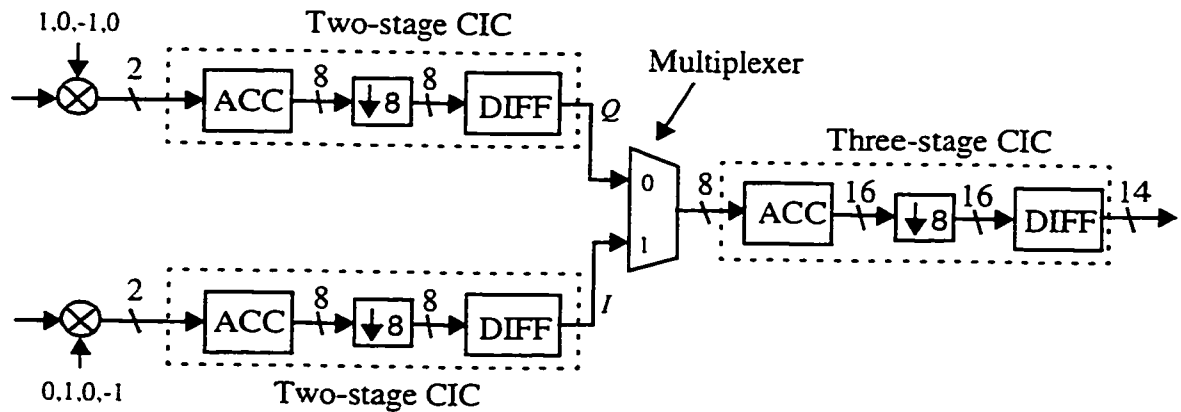 1,0,-1,0
Two-stage CIC
2
ACC
8
↓8
8
DIFF
Q
Multiplexer
0
1
8
Three-stage CIC
ACC
16
↓8
16
DIFF
14
2
ACC
8
↓8
8
DIFF
I
0,1,0,-1
Two-stage CIC